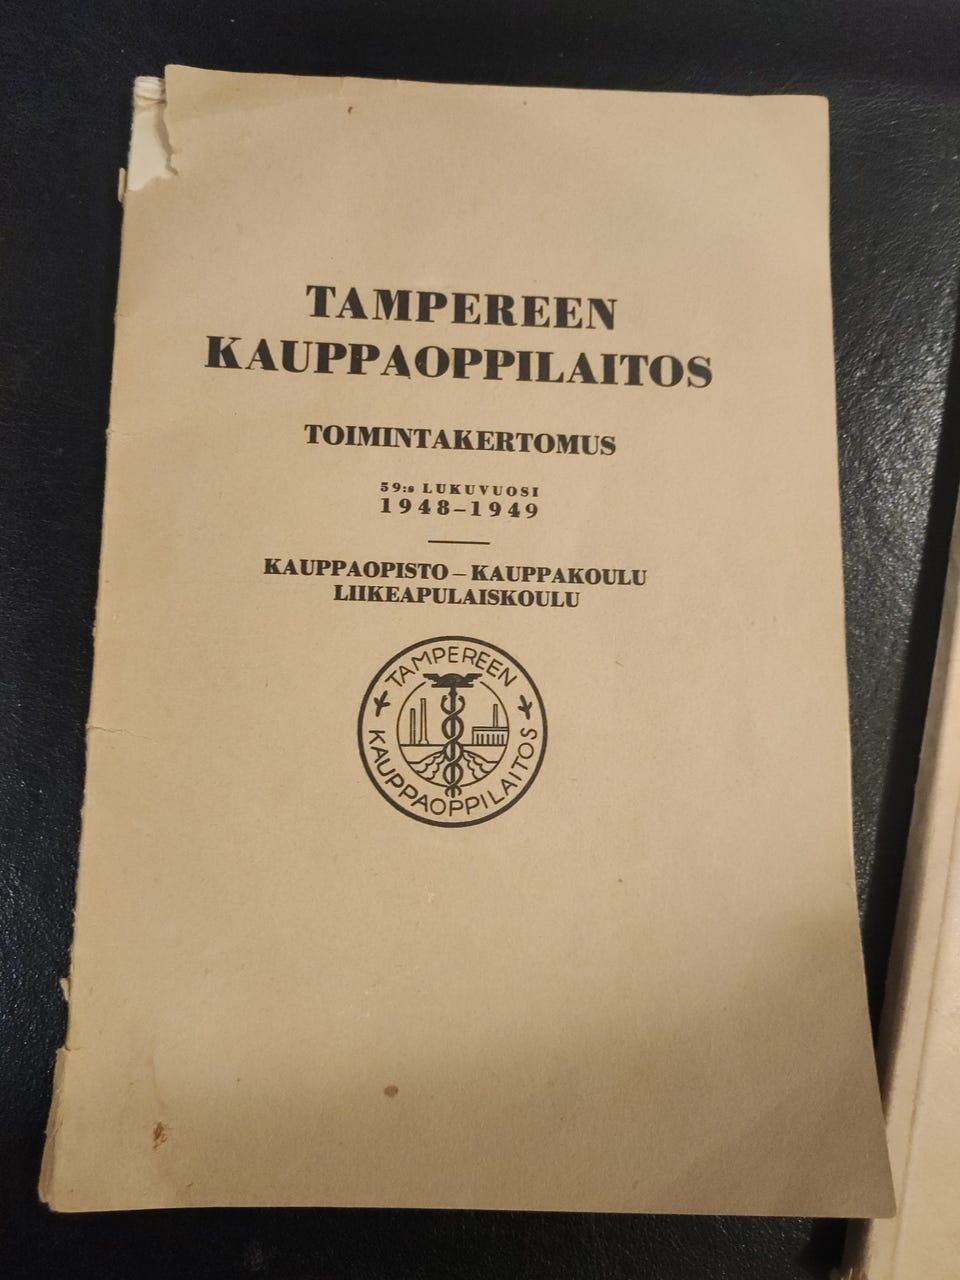 TAMPEREEN
KAUPPAOPPILAITOS
TOIMINTAKERTOMUS
59:s LUKUVUOSI
1948–1949
KAUPPAOPISTO – KAUPPAKOULU
LIIKEAPULAISKOULU
TAMPEREEN
KAUPPAOPPILAITOS